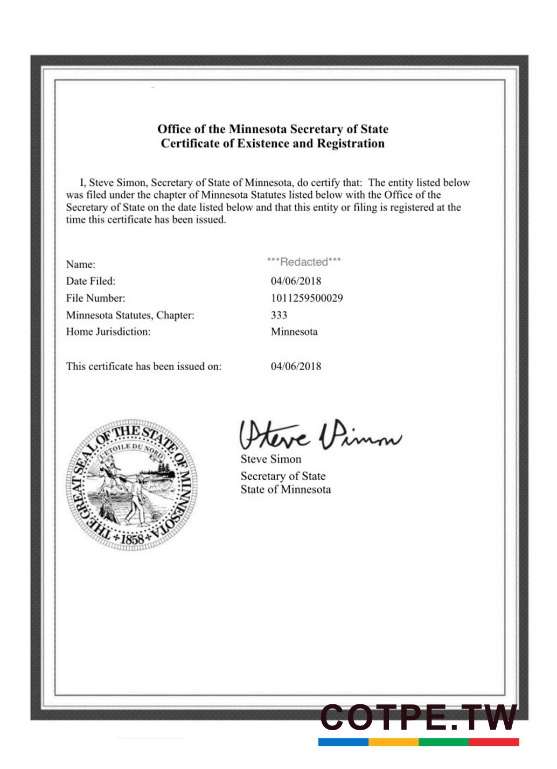 Office of the Minnesota Secretary of State
Certificate of Existence and Registration
I, Steve Simon, Secretary of State of Minnesota, do certify that: The entity listed below
was filed under the chapter of Minnesota Statutes listed below with the Office of the
Secretary of State on the date listed below and that this entity or filing is registered at the
time this certificate has been issued.
Name: ***Redacted***
Date Filed: 04/06/2018
File Number: 1011259500029
Minnesota Statutes, Chapter: 333
Home Jurisdiction: Minnesota
This certificate has been issued on: 04/06/2018
THE GREAT SEAL OF THE STATE OF MINNESOTA
L'ETOILE DU NORD
1858
Steve Simon
Steve Simon
Secretary of State
State of Minnesota
COTPE.TW